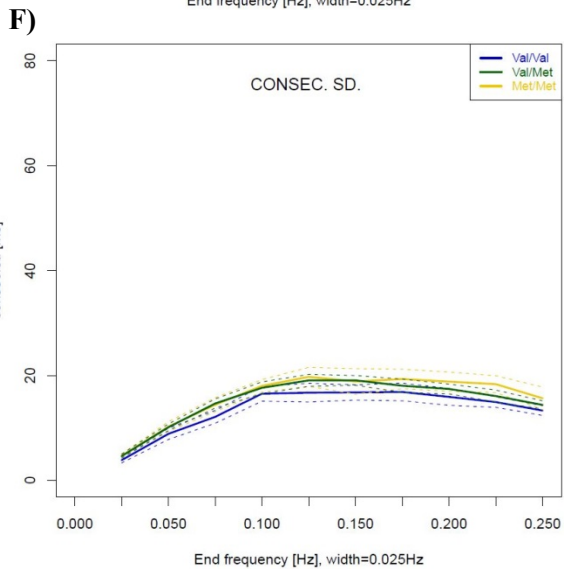 End frequency [Hz], width=0.025Hz
F)
CONSEC. SD.
Val/Val
Val/Met
Met/Met
80
60
40
20
0
0.000 0.050 0.100 0.150 0.200 0.250
End frequency [Hz], width=0.025Hz